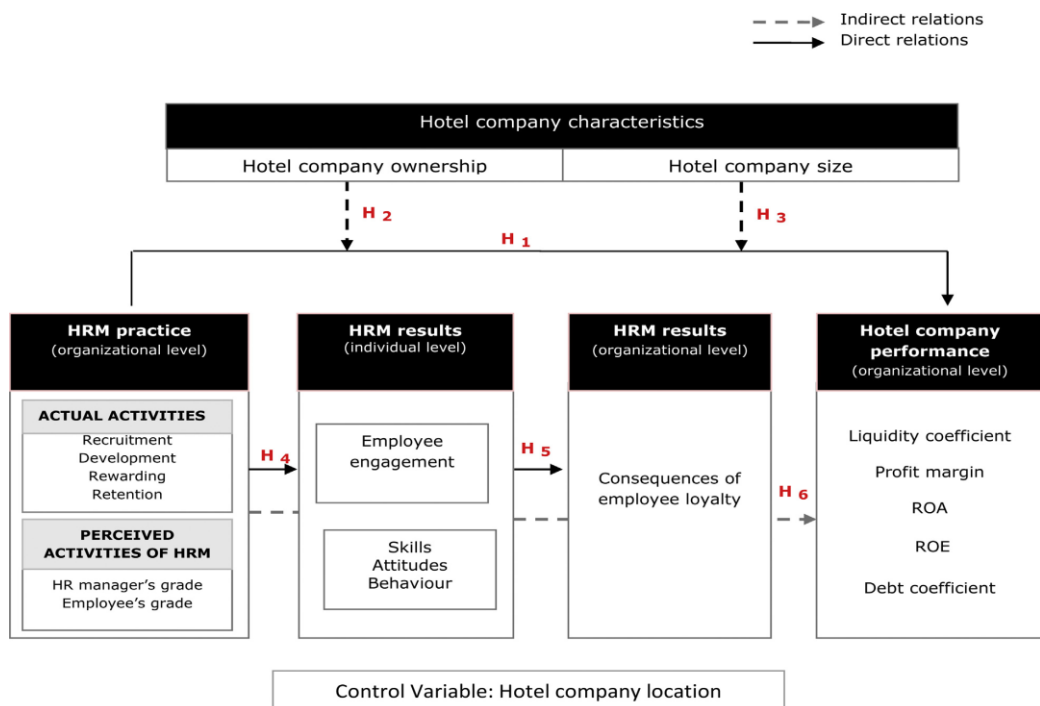 Indirect relations
Direct relations
Hotel company characteristics
Hotel company ownership
Hotel company size
H 2
H 3
H 1
HRM practice
(organizational level)
ACTUAL ACTIVITIES
Recruitment
Development
Rewarding
Retention
PERCEIVED
ACTIVITIES OF HRM
HR manager's grade
Employee's grade
H 4
HRM results
(individual level)
Employee
engagement
Skills
Attitudes
Behaviour
H 5
HRM results
(organizational level)
Consequences of
employee loyalty
H 6
Hotel company
performance
(organizational level)
Liquidity coefficient
Profit margin
ROA
ROE
Debt coefficient
Control Variable: Hotel company location